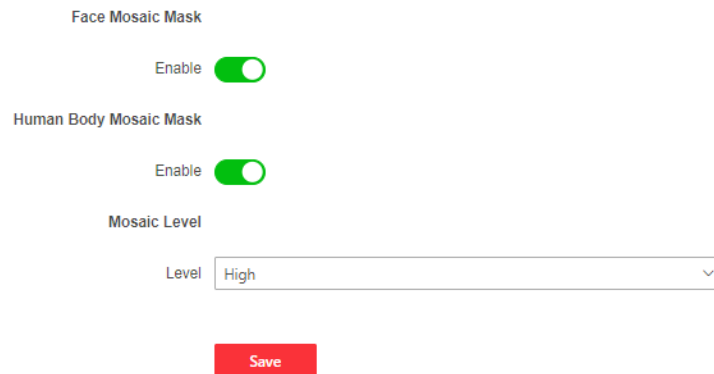 Face Mosaic Mask
Enable
Human Body Mosaic Mask
Enable
Mosaic Level
Level High
Save